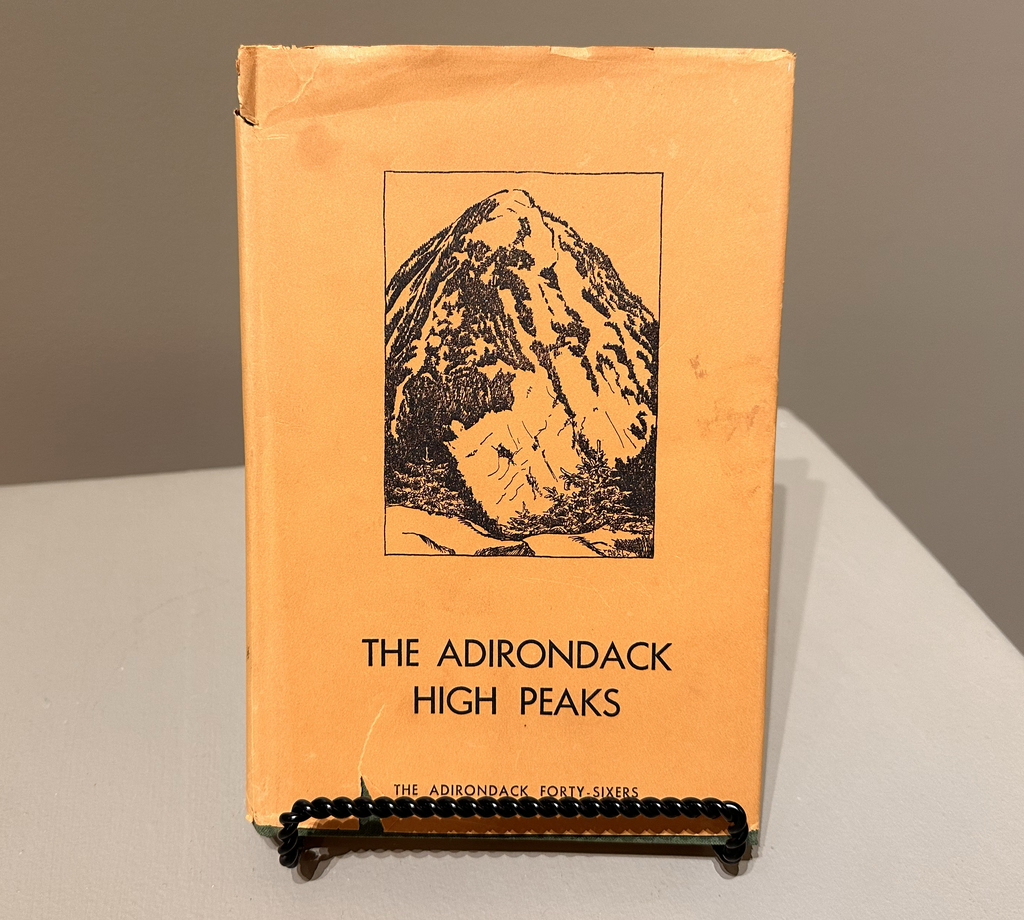 THE ADIRONDACK
HIGH PEAKS
THE ADIRONDACK FORTY-SIXERS